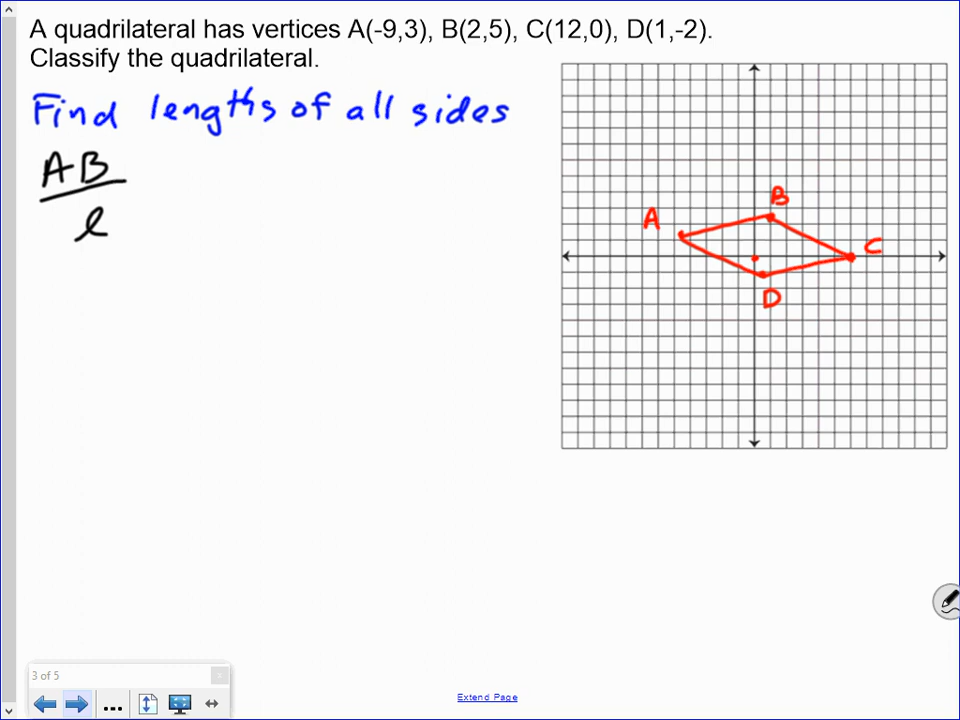 A quadrilateral has vertices A(-9,3), B(2,5), C(12,0), D(1,-2).
Classify the quadrilateral.
Find lengths of all sides
AB
l
A
B
C
D
3 of 5
Extend Page